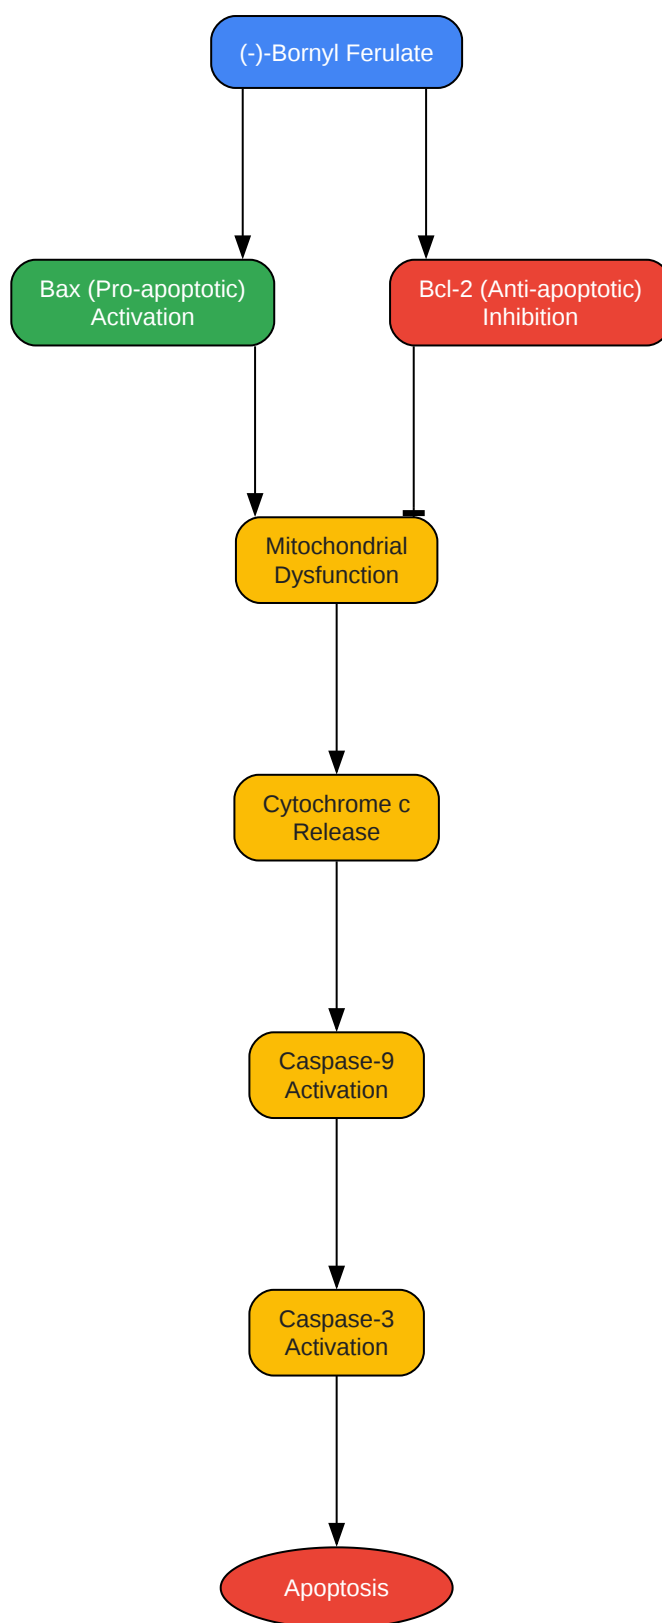 (-)-Bornyl Ferulate
Bax (Pro-apoptotic)
Activation
Bcl-2 (Anti-apoptotic)
Inhibition
Mitochondrial
Dysfunction
Cytochrome c
Release
Caspase-9
Activation
Caspase-3
Activation
Apoptosis